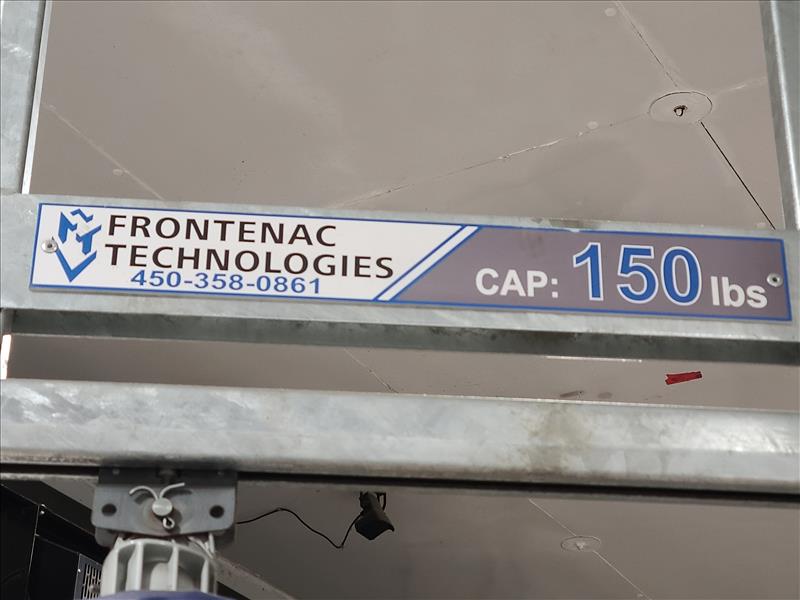 FRONTENAC
TECHNOLOGIES
450-358-0861
CAP: 150 lbs